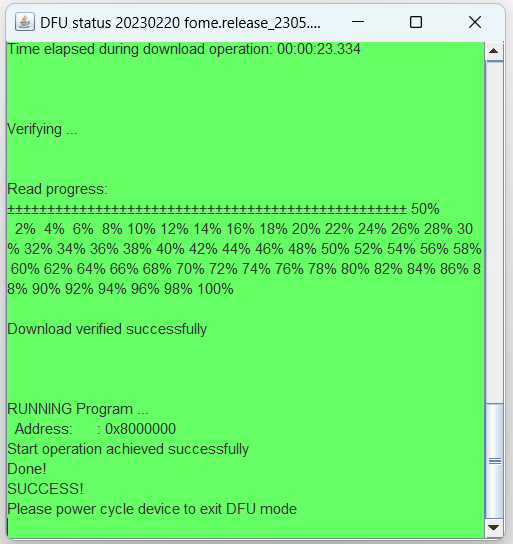 DFU status 20230220 fome.release_2305....
Time elapsed during download operation: 00:00:23.334
Verifying ...
Read progress:
±±±±±±±±±±±±±±±±±±±±±±±±±±±±±±±±±±±±±±±±±±±±±±±±±± 50%
2% 4% 6% 8% 10% 12% 14% 16% 18% 20% 22% 24% 26% 28% 30
% 32% 34% 36% 38% 40% 42% 44% 46% 48% 50% 52% 54% 56% 58%
60% 62% 64% 66% 68% 70% 72% 74% 76% 78% 80% 82% 84% 86% 8
8% 90% 92% 94% 96% 98% 100%
Download verified successfully
RUNNING Program ...
Address: : 0x8000000
Start operation achieved successfully
Done!
SUCCESS!
Please power cycle device to exit DFU mode